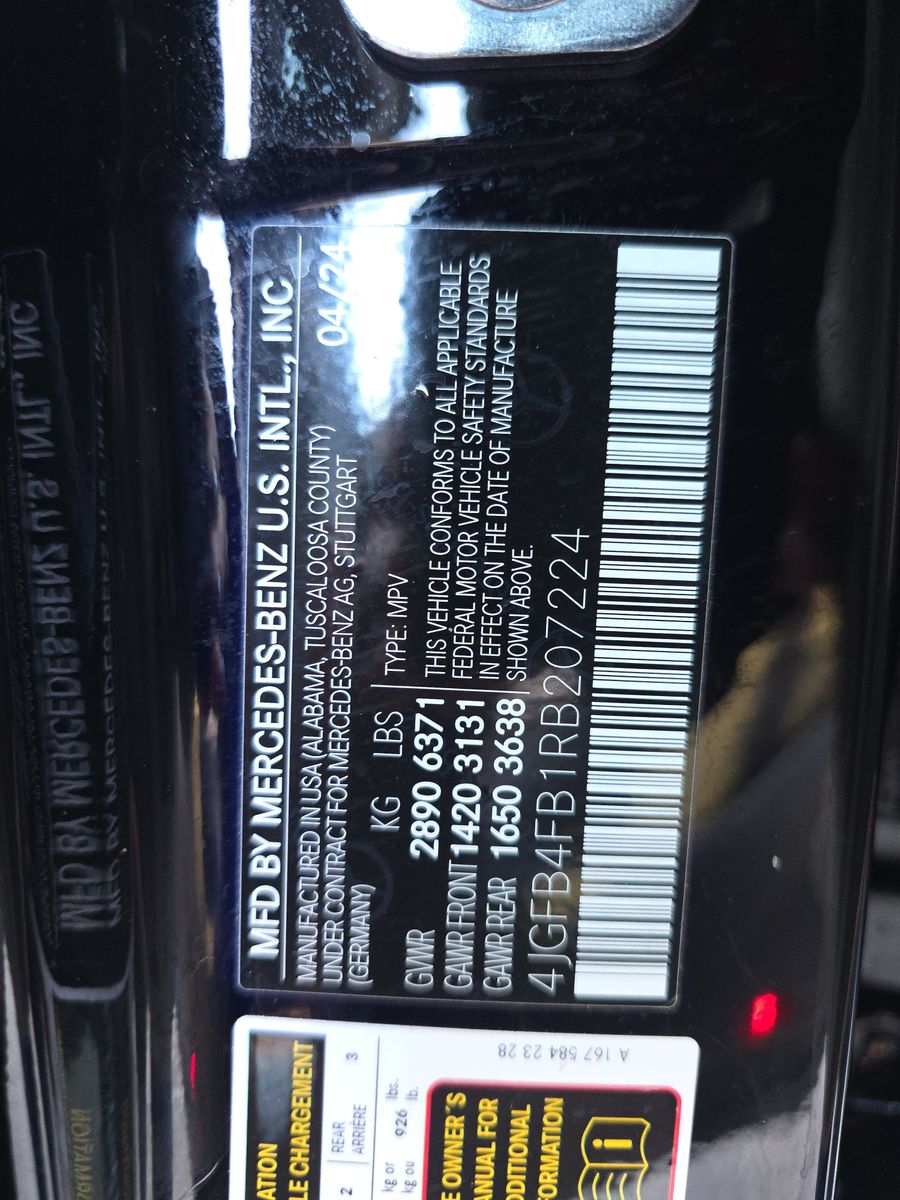 MFD BY MERCEDES-BENZ U.S. INTL., INC
MANUFACTURED IN USA (ALABAMA, TUSCALOOSA COUNTY) 04/24
UNDER CONTRACT FOR MERCEDES-BENZ AG, STUTTGART
(GERMANY)
KG LBS TYPE: MPV
GWR 2890 6371 THIS VEHICLE CONFORMS TO ALL APPLICABLE
GAWR FRONT 1420 3131 FEDERAL MOTOR VEHICLE SAFETY STANDARDS
GAWR REAR 1650 3638 IN EFFECT ON THE DATE OF MANUFACTURE
SHOWN ABOVE.
4JGFB4FB1RB207224
LE CHARGEMENT
2 REAR 3
ARRIÈRE
kg or 926 lbs.
kg ou lb.
OWNER'S
MANUAL FOR
ADDITIONAL
i
A 167 584 23 28